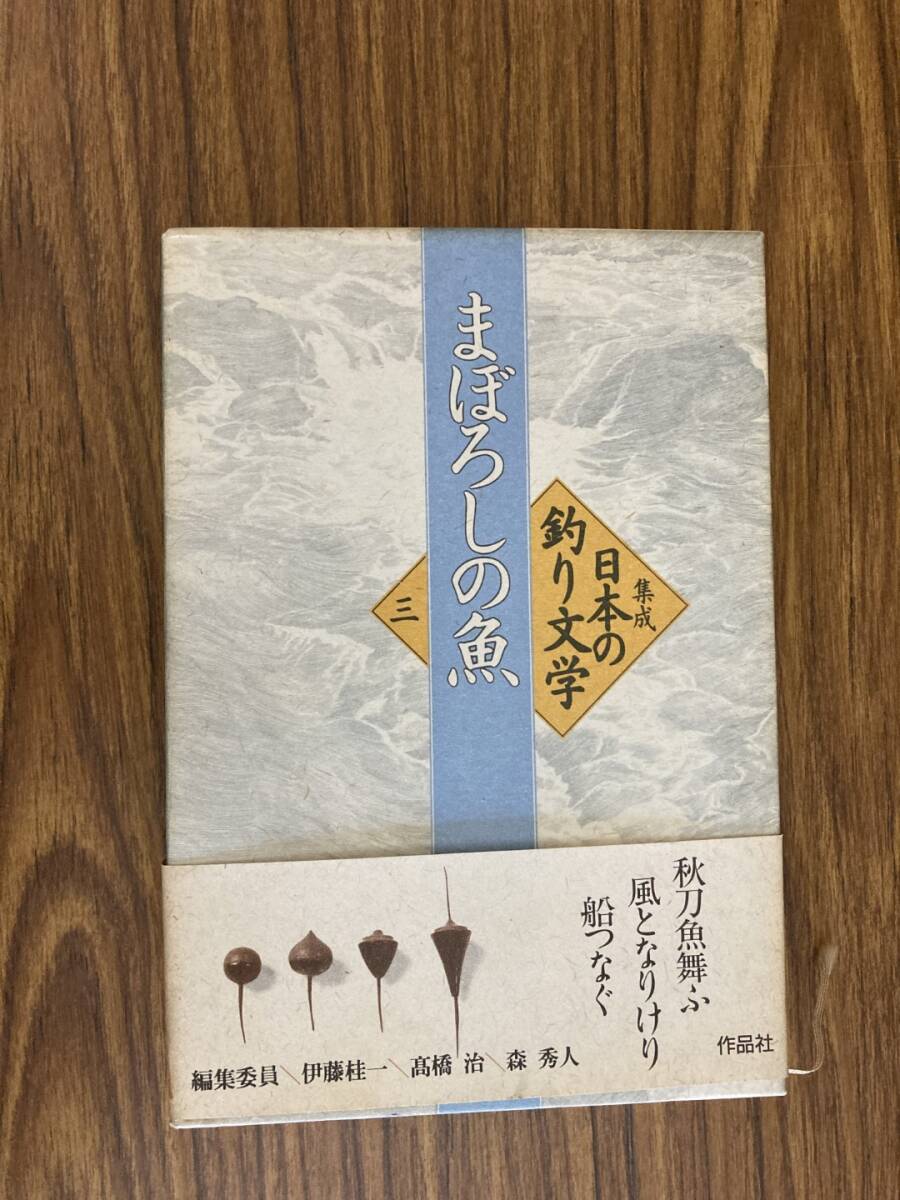 まぼろしの魚
集成
日本の
釣り文学
三
秋刀魚舞ふ
風となりけり
船つなぐ
作品社
編集委員＼伊藤桂一＼髙橋 治＼森 秀人